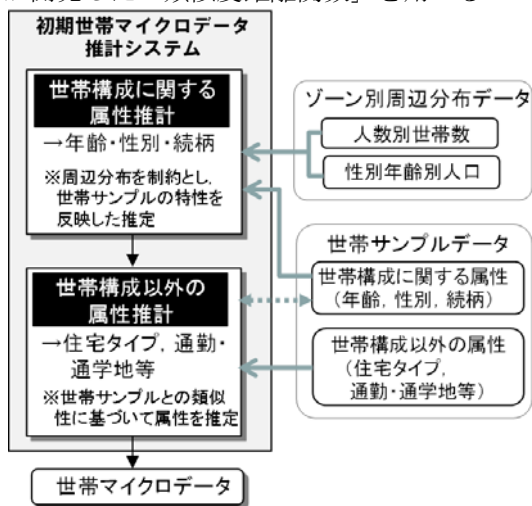 初期世帯マイクロデータ
推計システム
世帯構成に関する
属性推計
→年齢・性別・続柄
※周辺分布を制約とし,
世帯サンプルの特性を
反映した推定
世帯構成以外の
属性推計
→住宅タイプ, 通勤・
通学地等
※世帯サンプルとの類似
性に基づいて属性を推定
世帯マイクロデータ
ゾーン別周辺分布データ
人数別世帯数
性別年齢別人口
世帯サンプルデータ
世帯構成に関する属性
(年齢, 性別, 続柄)
世帯構成以外の属性
(住宅タイプ,
通勤・通学地等)